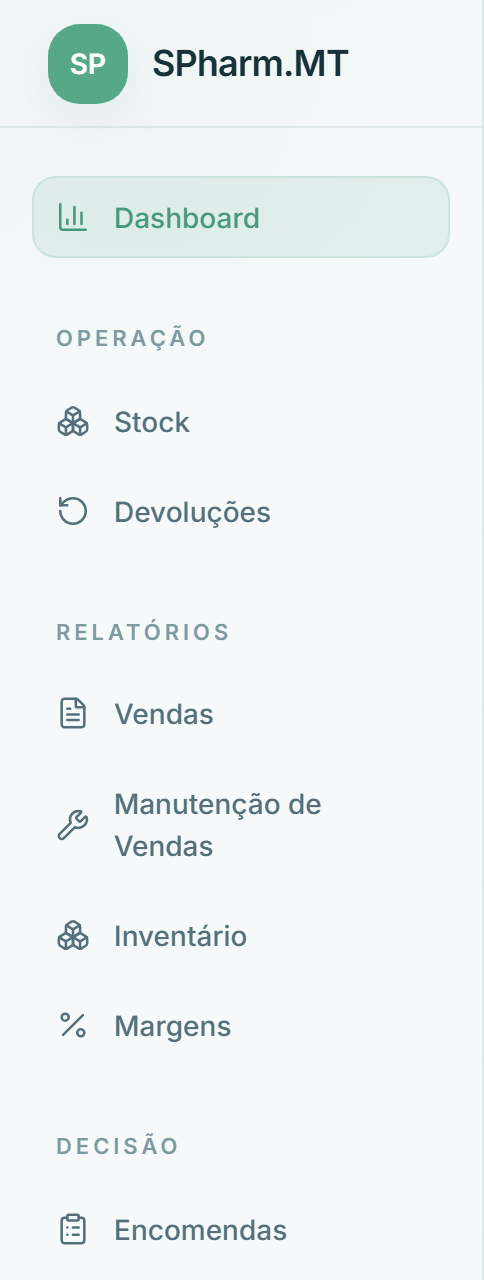 SP
SPharm.MT
Dashboard
OPERAÇÃO
Stock
Devoluções
RELATÓRIOS
Vendas
Manutenção de
Vendas
Inventário
Margens
DECISÃO
Encomendas